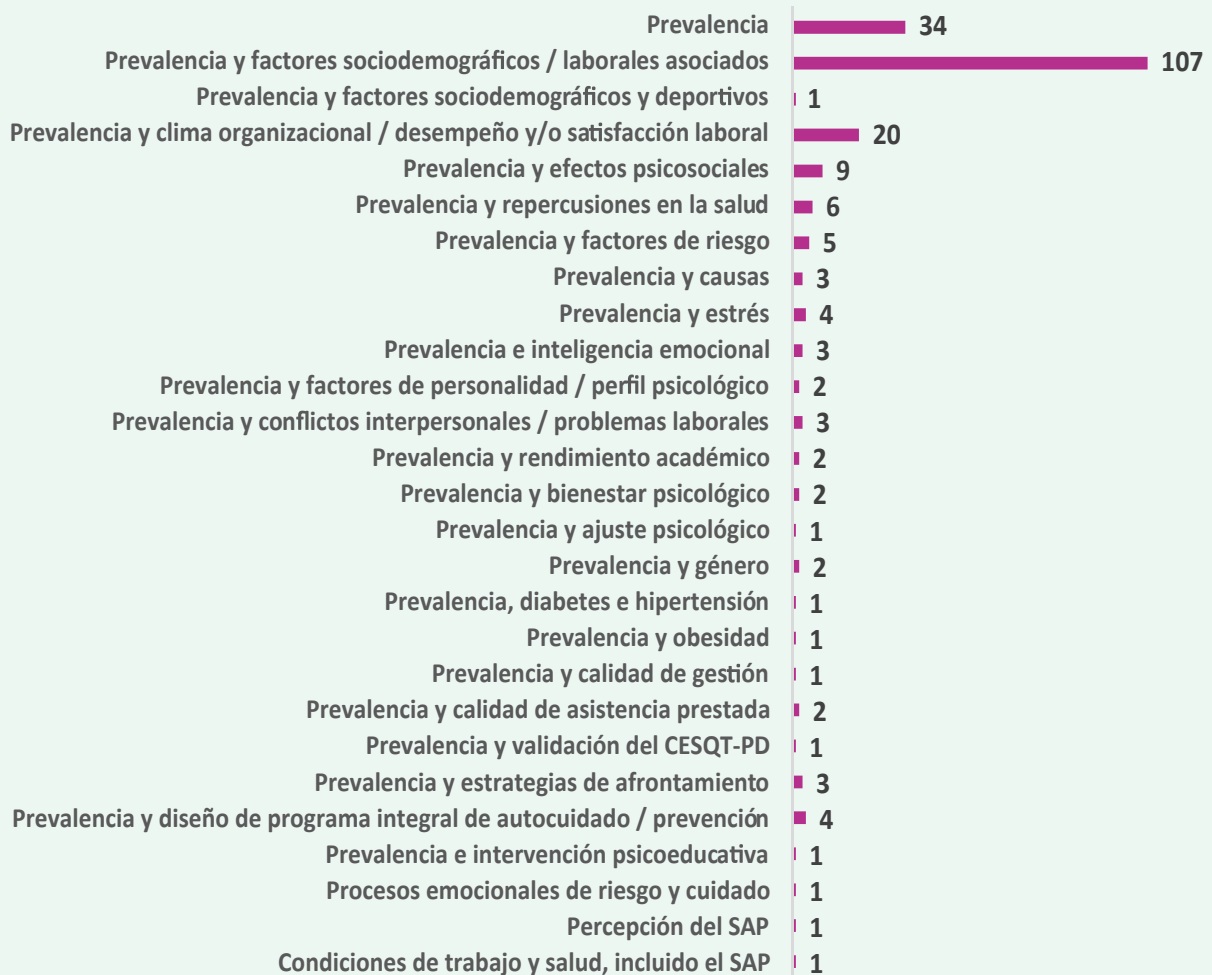 Prevalencia 34
Prevalencia y factores sociodemográficos / laborales asociados 107
Prevalencia y factores sociodemográficos y deportivos 1
Prevalencia y clima organizacional / desempeño y/o satisfacción laboral 20
Prevalencia y efectos psicosociales 9
Prevalencia y repercusiones en la salud 6
Prevalencia y factores de riesgo 5
Prevalencia y causas 3
Prevalencia y estrés 4
Prevalencia e inteligencia emocional 3
Prevalencia y factores de personalidad / perfil psicológico 2
Prevalencia y conflictos interpersonales / problemas laborales 3
Prevalencia y rendimiento académico 2
Prevalencia y bienestar psicológico 2
Prevalencia y ajuste psicológico 1
Prevalencia y género 2
Prevalencia, diabetes e hipertensión 1
Prevalencia y obesidad 1
Prevalencia y calidad de gestión 1
Prevalencia y calidad de asistencia prestada 2
Prevalencia y validación del CESQT-PD 1
Prevalencia y estrategias de afrontamiento 3
Prevalencia y diseño de programa integral de autocuidado / prevención 4
Prevalencia e intervención psicoeducativa 1
Procesos emocionales de riesgo y cuidado 1
Percepción del SAP 1
Condiciones de trabajo y salud, incluido el SAP 1